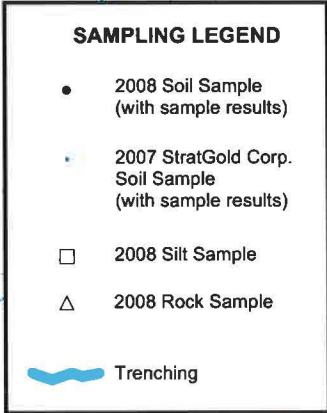 SAMPLING LEGEND
2008 Soil Sample
(with sample results)
2007 StratGold Corp.
Soil Sample
(with sample results)
2008 Silt Sample
2008 Rock Sample
Trenching